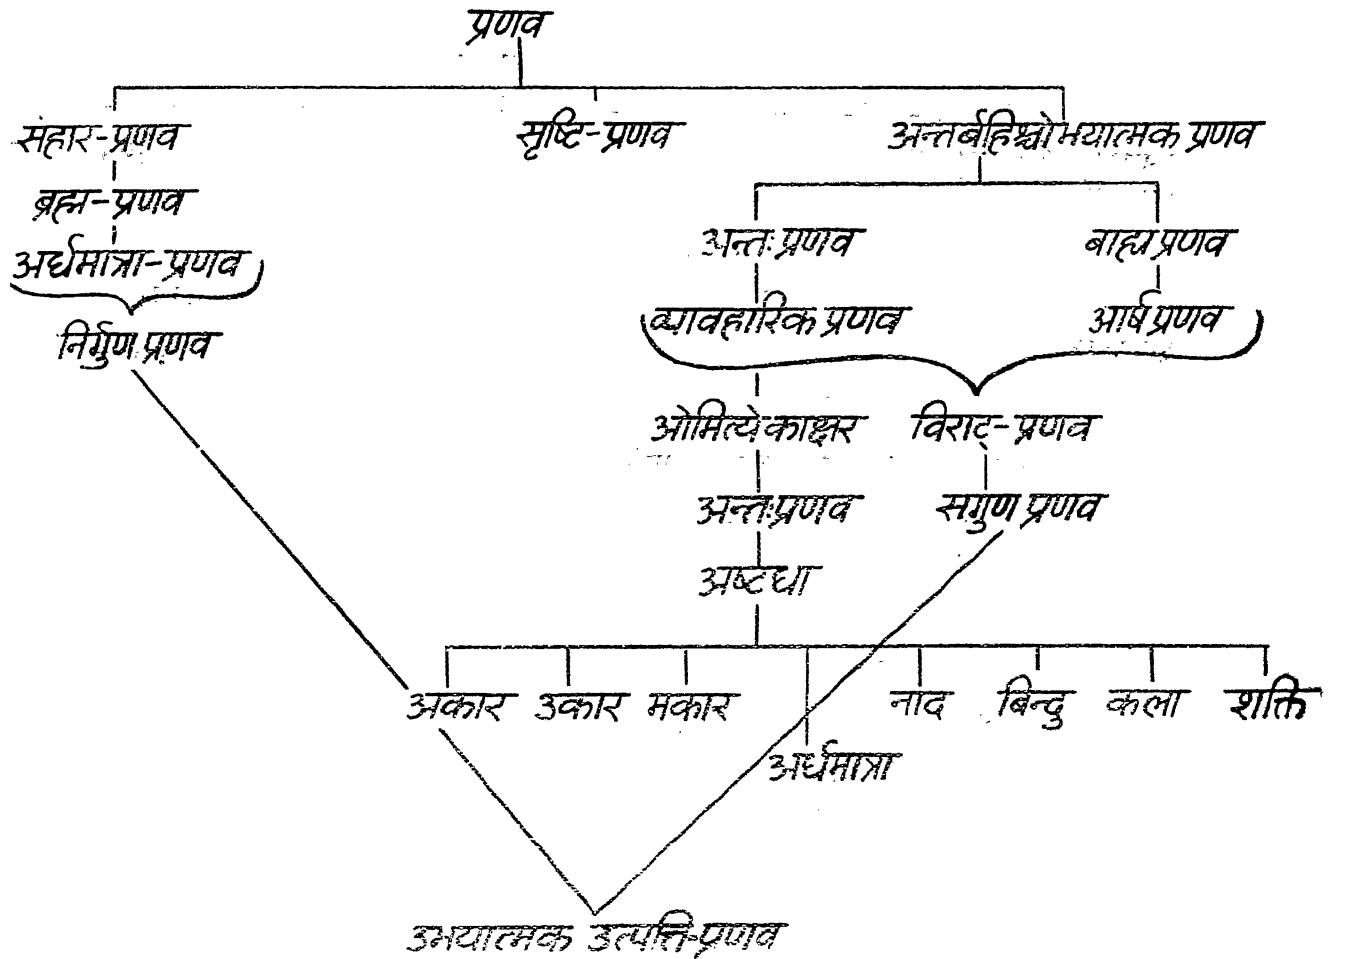 प्रणव
संहार-प्रणव सृष्टि-प्रणव अन्तर्बहिश्चोभयात्मक प्रणव
ब्रह्म-प्रणव
अन्तःप्रणव बाह्य प्रणव
अर्धमात्रा-प्रणव
व्यावहारिक प्रणव आर्ष प्रणव
निर्गुण प्रणव
ओमित्येकाक्षर विराट्-प्रणव
अन्तःप्रणव सगुण प्रणव
अष्टधा
अकार उकार मकार नाद बिन्दु कला शक्ति
अर्धमात्रा
उभयात्मक उत्पत्ति-प्रणव